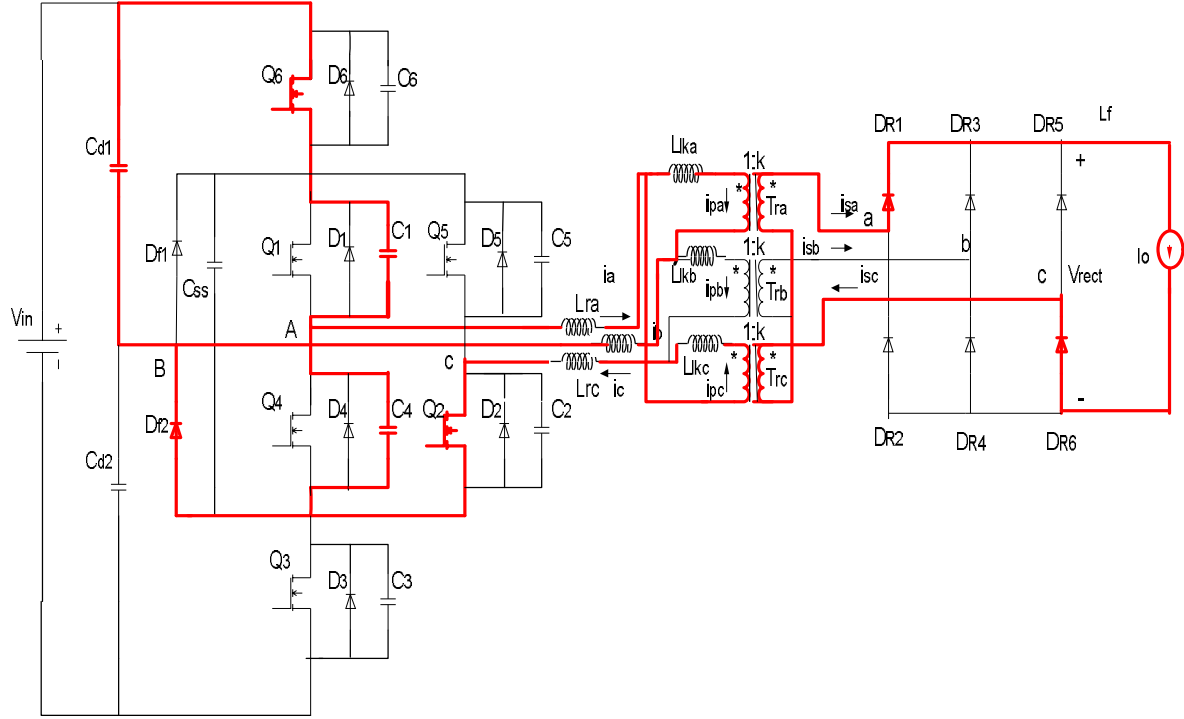 Q6
D6
C6
Cd1
Lf
DR1
DR3
DR5
+
Llka
1:k
ipa
*
*
Tra
isa
a
Df1
Css
Q1
D1
C1
Q5
D5
C5
1:k
isb
b
Llkb
ipb
*
*
Trb
isc
c
Vrect
Io
ia
Lra
Vin
+
-
A
B
c
Lrc
ic
1:k
Llkc
ipc
*
*
Trc
Df2
Q4
D4
C4
Q2
D2
C2
-
DR2
DR4
DR6
Cd2
Q3
D3
C3